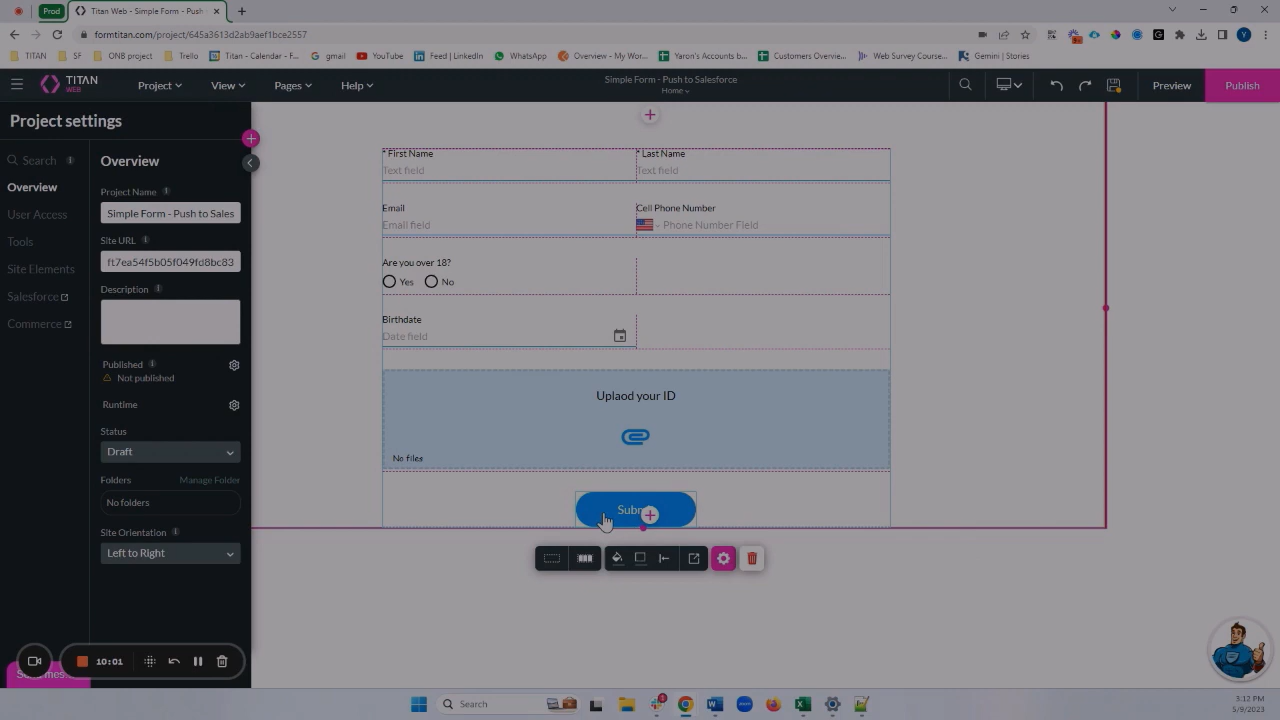 Prod
Titan Web - Simple Form - Push to
formtitan.com/project/645a3613d2ab9aef1bce2557
TITAN
SF
ONB project
Trello
Titan - Calendar - F...
gmail
YouTube
Feed | LinkedIn
WhatsApp
Overview - My Wor...
Yaron's Accounts b...
Customers Overvie...
Web Survey Course...
Gemini | Stories
TITAN
WEB
Project
View
Pages
Help
Simple Form - Push to Salesforce
Home
Preview
Publish
Project settings
Search
Overview
User Access
Tools
Site Elements
Salesforce
Commerce
Overview
Project Name
Simple Form - Push to Sales
Site URL
ft7ea54f5b05f049fd8bc83
Description
Published
Not published
Runtime
Status
Draft
Folders
Manage Folder
No folders
Site Orientation
Left to Right
* First Name
Text field
* Last Name
Text field
Email
Email field
Cell Phone Number
Phone Number Field
Are you over 18?
Yes
No
Birthdate
Date field
Uplaod your ID
No files
10:01
Search
3:12 PM
5/9/2023